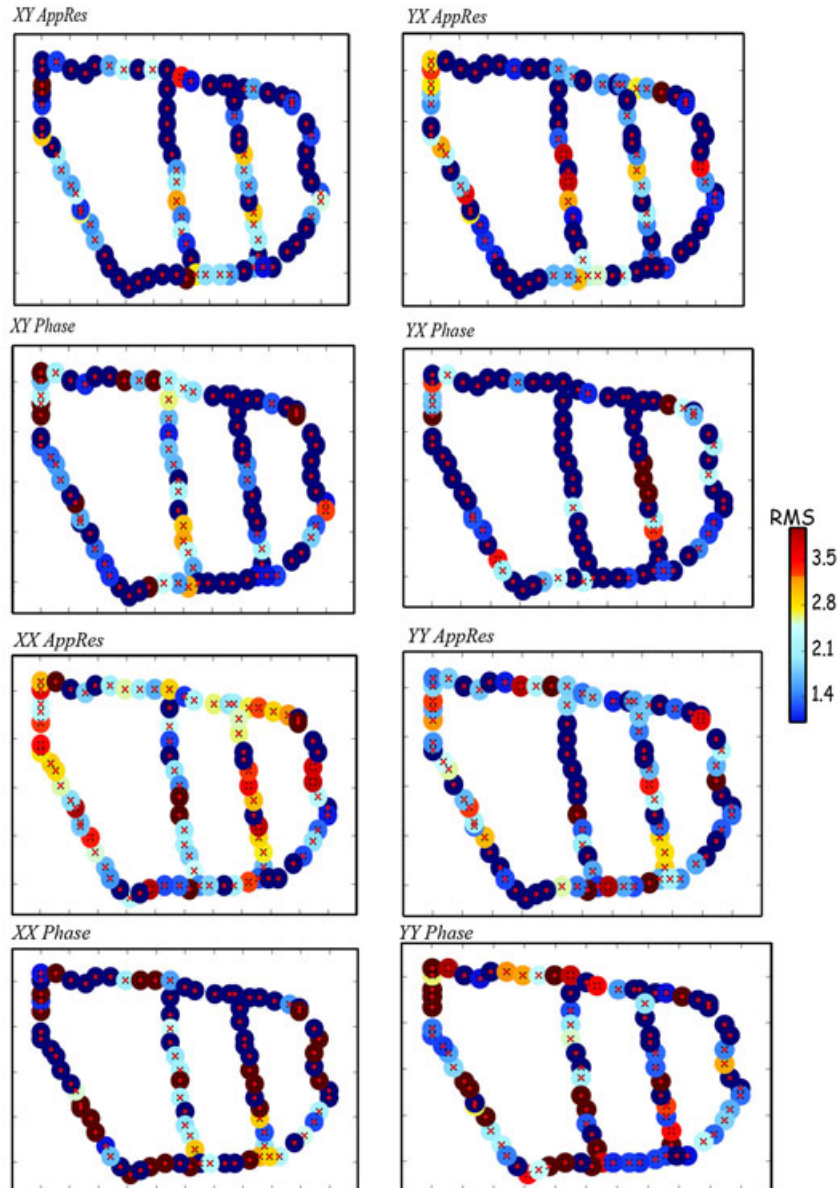 XY AppRes
YX AppRes
XY Phase
YX Phase
RMS
3.5
2.8
2.1
1.4
XX AppRes
YY AppRes
XX Phase
YY Phase